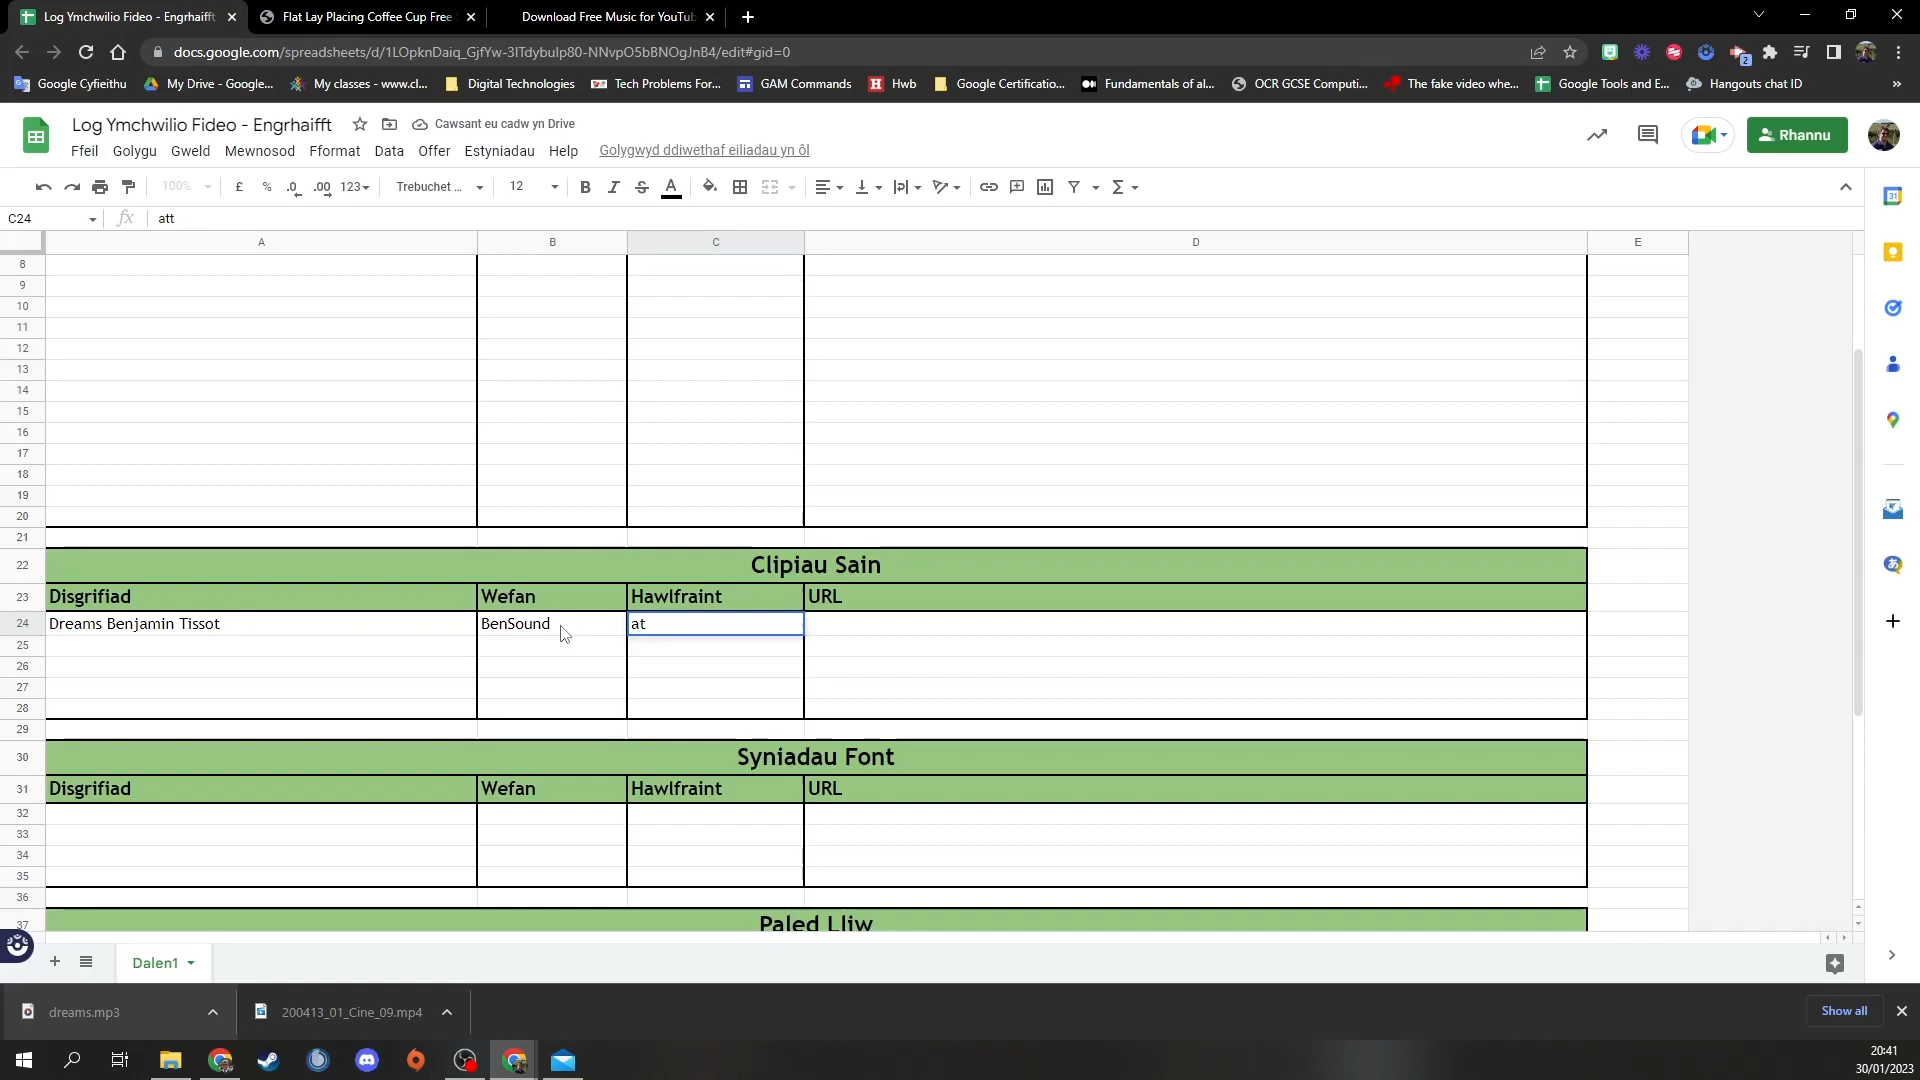 Log Ymchwilio Fideo - Engrhaifft
Flat Lay Placing Coffee Cup Free
Download Free Music for YouTub
docs.google.com/spreadsheets/d/1LOpknDaiq_GjfYw-3lTdybulp80-NNvpO5bBNOgJnB4/edit#gid=0
Google Cyfieithu
My Drive - Google...
My classes - www.cl...
Digital Technologies
Tech Problems For...
GAM Commands
Hwb
Google Certificatio...
Fundamentals of al...
OCR GCSE Computi...
The fake video whe...
Google Tools and E...
Hangouts chat ID
Log Ymchwilio Fideo - Engrhaifft
Cawsant eu cadw yn Drive
Rhannu
Ffeil Golygu Gweld Mewnosod Fformat Data Offer Estyniadau Help Golygwyd ddiwethaf eiliadau yn ôl
100% £ % .0 .00 123 Trebuchet ... 12 B I S A
C24 fx att
A B C D E
8
9
10
11
12
13
14
15
16
17
18
19
20
21
22 Clipiau Sain
23 Disgrifiad Wefan Hawlfraint URL
24 Dreams Benjamin Tissot BenSound at
25
26
27
28
29
30 Syniadau Font
31 Disgrifiad Wefan Hawlfraint URL
32
33
34
35
36
37 Paled Lliw
Dalen1
dreams.mp3
200413_01_Cine_09.mp4
Show all
20:41
30/01/2023